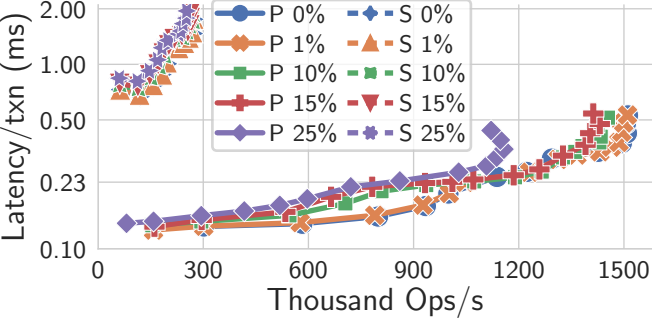 Latency/txn (ms)
2.00
1.00
0.50
0.23
0.10
P 0%
P 1%
P 10%
P 15%
P 25%
S 0%
S 1%
S 10%
S 15%
S 25%
0 300 600 900 1200 1500
Thousand Ops/s